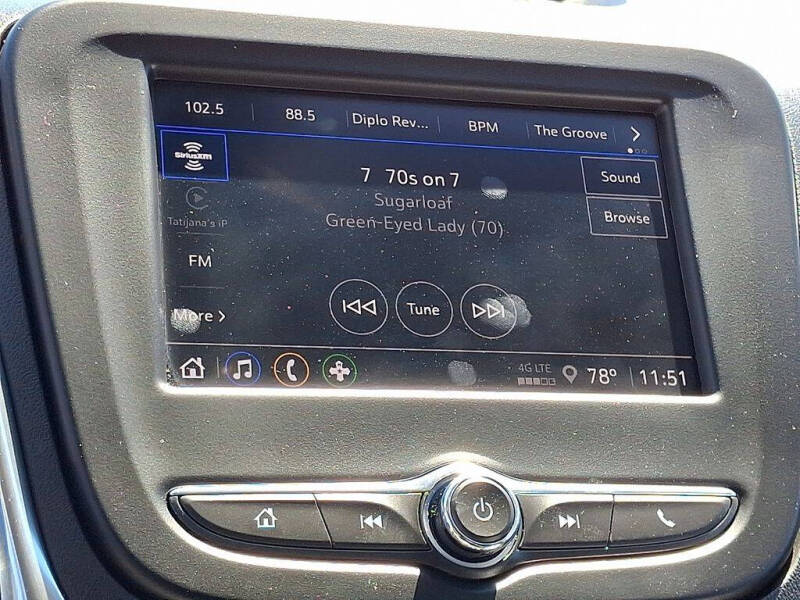 102.5
88.5
Diplo Rev...
BPM
The Groove
SiriusXM
7 70s on 7
Sound
Sugarloaf
Tatijana's iP
Green-Eyed Lady (70)
Browse
FM
More
Tune
4G LTE
78°
11:51